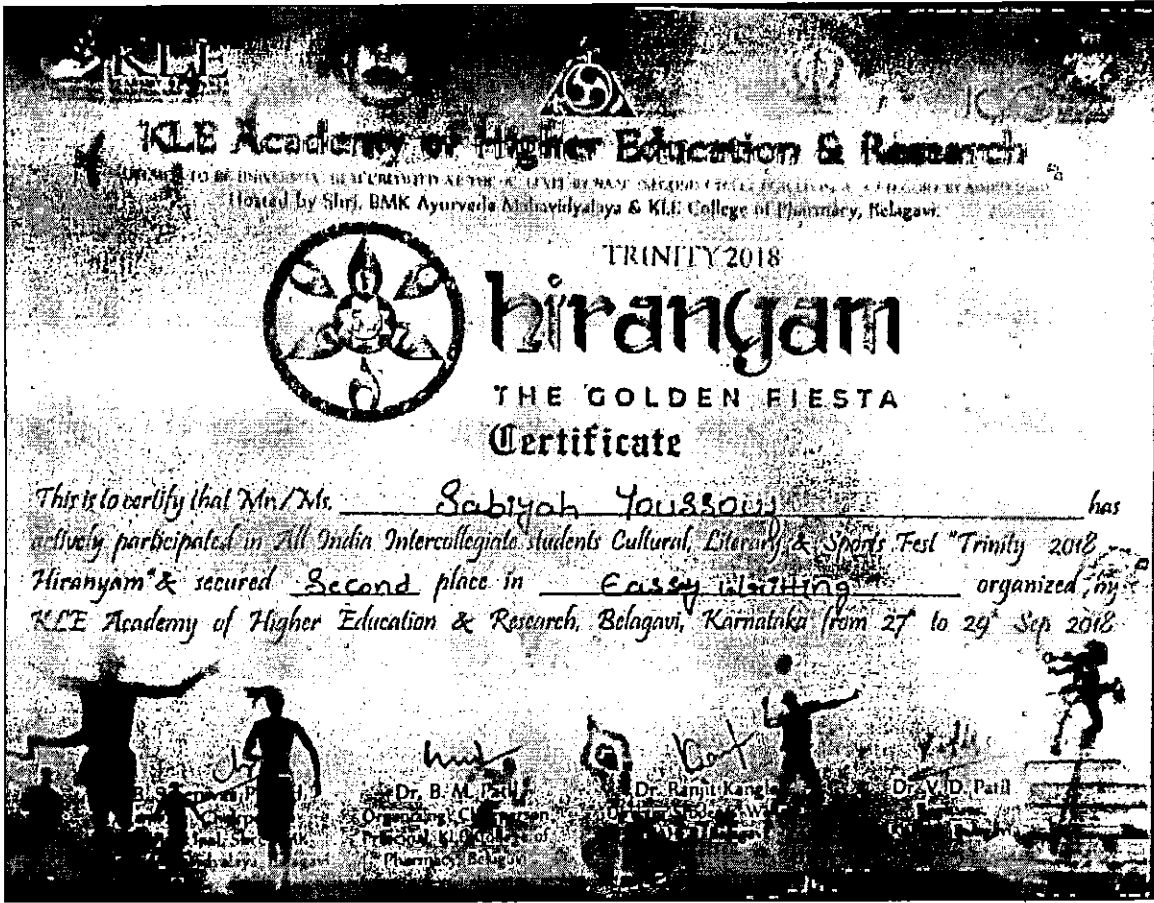 KLE
KLE Academy of Higher Education & Research
Hosted by Shri. BMK Ayurveda Mahavidyalaya & KLE College of Pharmacy, Belagavi.
TRINITY 2018
hiranyam
THE GOLDEN FIESTA
Certificate
This is to certify that Mr./Ms. Sabiyah Youssouf has
actively participated in All India Intercollegiate students Cultural, Literary & Sports Fest "Trinity 2018
Hiranyam" & secured Second place in Eassy Writting organized by
KLE Academy of Higher Education & Research, Belagavi, Karnataka from 27 to 29 Sep 2018
Dr. B. M. Patil Dr. Ranjit Dr. V. D. Patil
Organizing Chairperson
Principal, KLE College of
Pharmacy, Belagavi